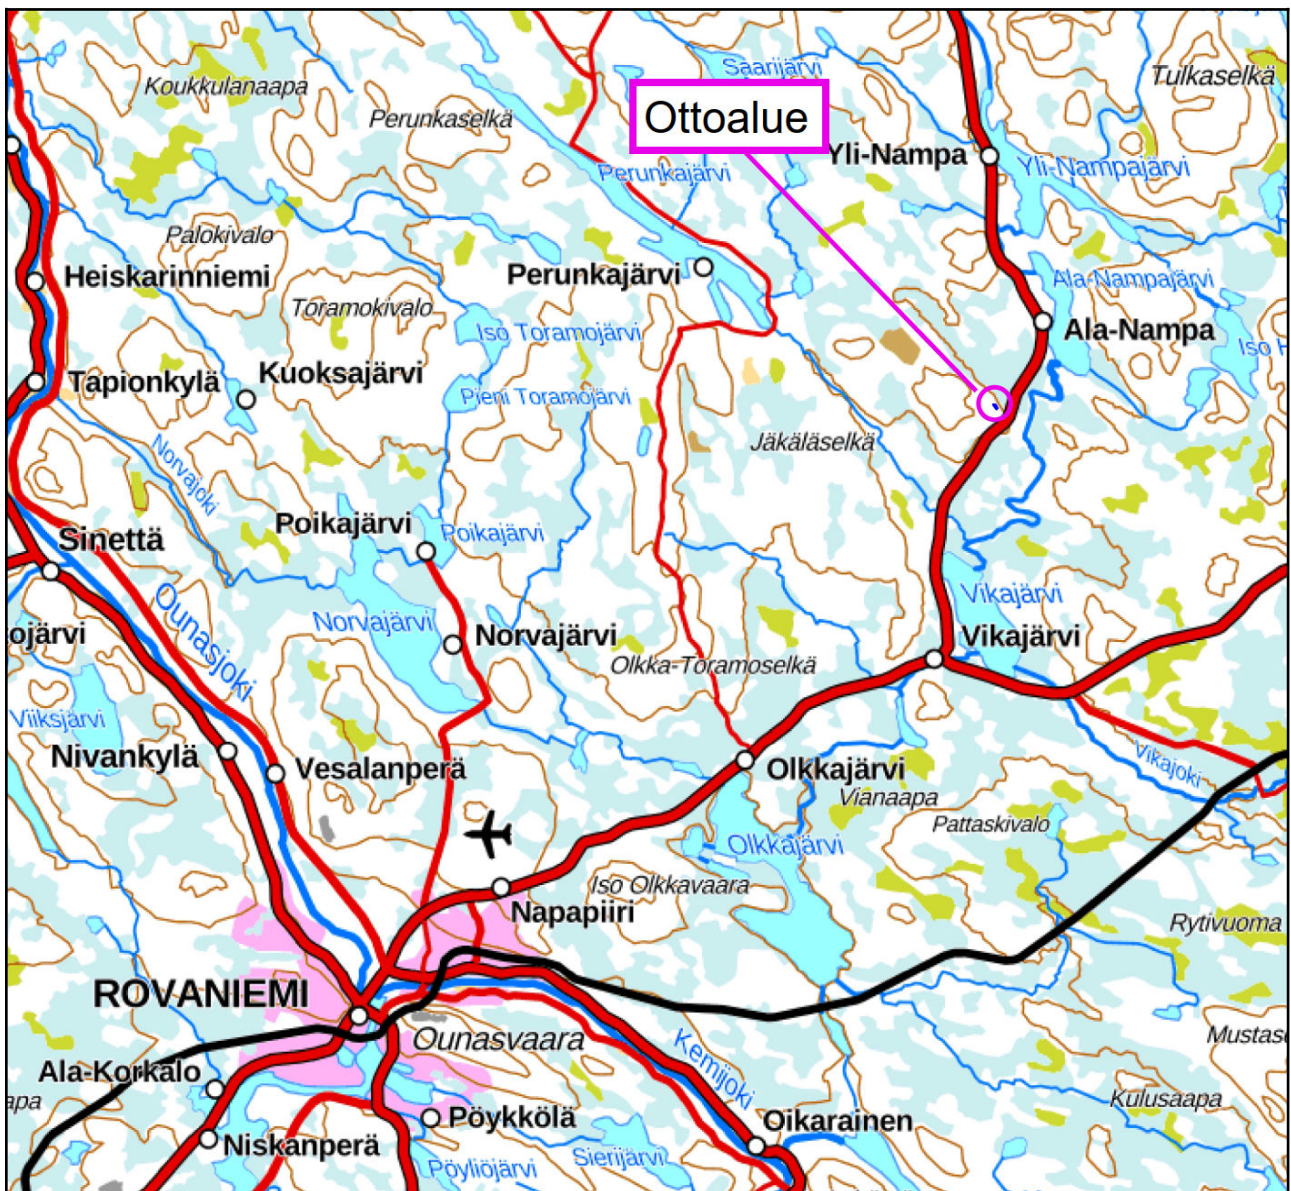 Saarijärvi
Tulkaselkä
Koukkulanaapa
Perunkaselkä
Ottoalue
Yli-Nampa
Yli-Nampajärvi
Perunkajärvi
Palokivalo
Heiskarinniemi
Perunkajärvi
Ala-Nampajärvi
Toramokivalo
Iso Toramojärvi
Ala-Nampa
Iso H
Tapionkylä
Kuoksajärvi
Pieni Toramojärvi
Jäkäläselkä
Norvajoki
Sinettä
Poikajärvi
Poikajärvi
Ounasjoki
Vikajärvi
ojärvi
Norvajärvi
Norvajärvi
Vikajärvi
Olkka-Toramoselkä
Viiksjärvi
Nivankylä
Vesalanperä
Olkkajärvi
Vikajoki
Vianaapa
Pattaskivalo
Olkkajärvi
Iso Olkkavaara
Napapiiri
Rytivuoma
ROVANIEMI
Ounasvaara
Mustase
Kemijoki
Ala-Korkalo
apa
Kulusaapa
Pöykkölä
Oikarainen
Niskanperä
Pöyliöjärvi
Sierijärvi